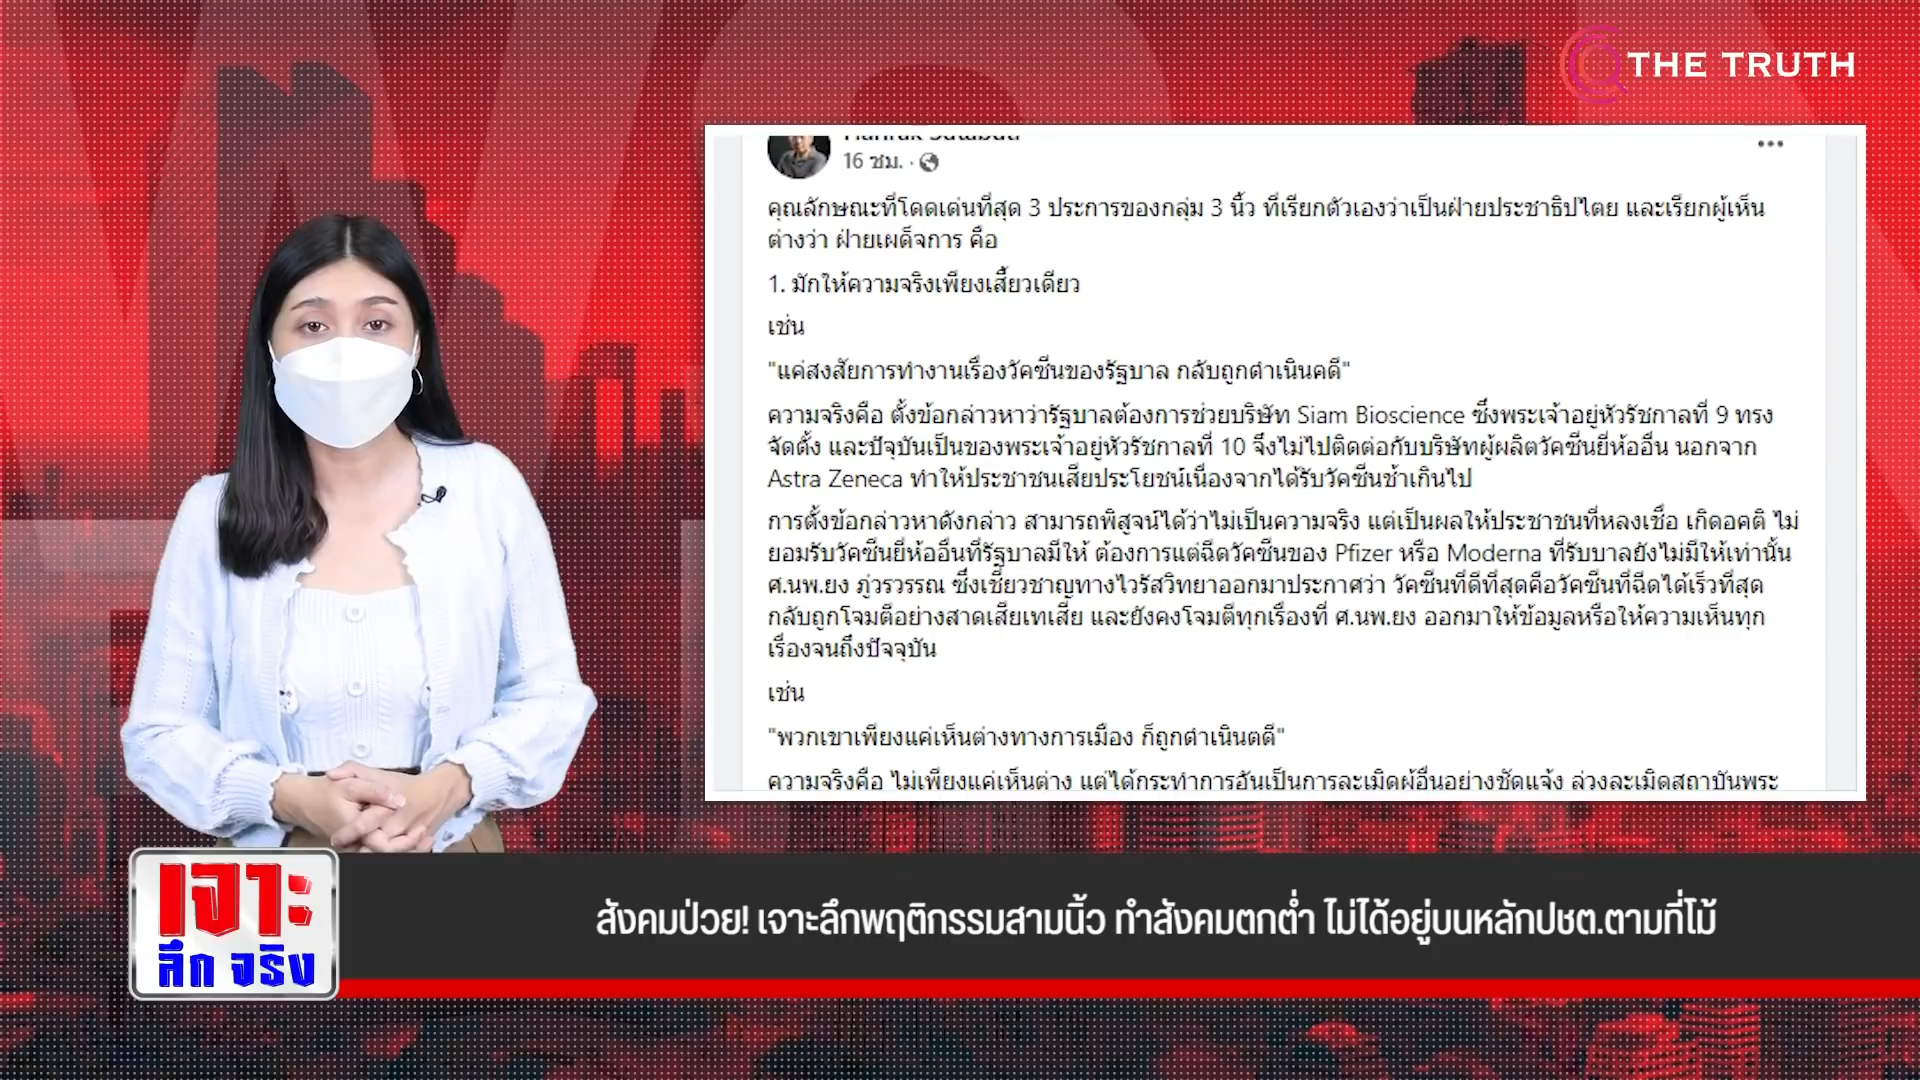 THE TRUTH
16 ชม. ·
คุณลักษณะที่โดดเด่นที่สุด 3 ประการของกลุ่ม 3 นิ้ว ที่เรียกตัวเองว่าเป็นฝ่ายประชาธิปไตย และเรียกผู้เห็น
ต่างว่า ฝ่ายเผด็จการ คือ
1. มักให้ความจริงเพียงเสี้ยวเดียว
เช่น
"แค่สงสัยการทำงานเรื่องวัคซีนของรัฐบาล กลับถูกดำเนินคดี"
ความจริงคือ ตั้งข้อกล่าวหาว่ารัฐบาลต้องการช่วยบริษัท Siam Bioscience ซึ่งพระเจ้าอยู่หัวรัชกาลที่ 9 ทรง
จัดตั้ง และปัจุบันเป็นของพระเจ้าอยู่หัวรัชกาลที่ 10 จึงไม่ไปติดต่อกับบริษัทผู้ผลิตวัคซีนยี่ห้ออื่น นอกจาก
Astra Zeneca ทำให้ประชาชนเสียประโยชน์เนื่องจากได้รับวัคซีนช้าเกินไป
การตั้งข้อกล่าวหาดังกล่าว สามารถพิสูจน์ได้ว่าไม่เป็นความจริง แต่เป็นผลให้ประชาชนที่หลงเชื่อ เกิดอคติ ไม่
ยอมรับวัคซีนยี่ห้ออื่นที่รัฐบาลมีให้ ต้องการแต่ฉีดวัคซีนของ Pfizer หรือ Moderna ที่รับบาลยังไม่มีให้เท่านั้น
ศ.นพ.ยง ภู่วรวรรณ ซึ่งเชี่ยวชาญทางไวรัสวิทยาออกมาประกาศว่า วัคซีนที่ดีที่สุดคือวัคซีนที่ฉีดได้เร็วที่สุด
กลับถูกโจมตีอย่างสาดเสียเทเสีย และยังคงโจมตีทุกเรื่องที่ ศ.นพ.ยง ออกมาให้ข้อมูลหรือให้ความเห็นทุก
เรื่องจนถึงปัจจุบัน
เช่น
"พวกเขาเพียงแค่เห็นต่างทางการเมือง ก็ถูกดำเนินตดี"
ความจริงคือ ไม่เพียงแค่เห็นต่าง แต่ได้กระทำการอันเป็นการละเมิดผู้อื่นอย่างชัดแจ้ง ล่วงละเมิดสถาบันพระ
เจาะ
ลึก จริง
สังคมป่วย! เจาะลึกพฤติกรรมสามนิ้ว ทำสังคมตกต่ำ ไม่ได้อยู่บนหลักปชต.ตามที่โม้